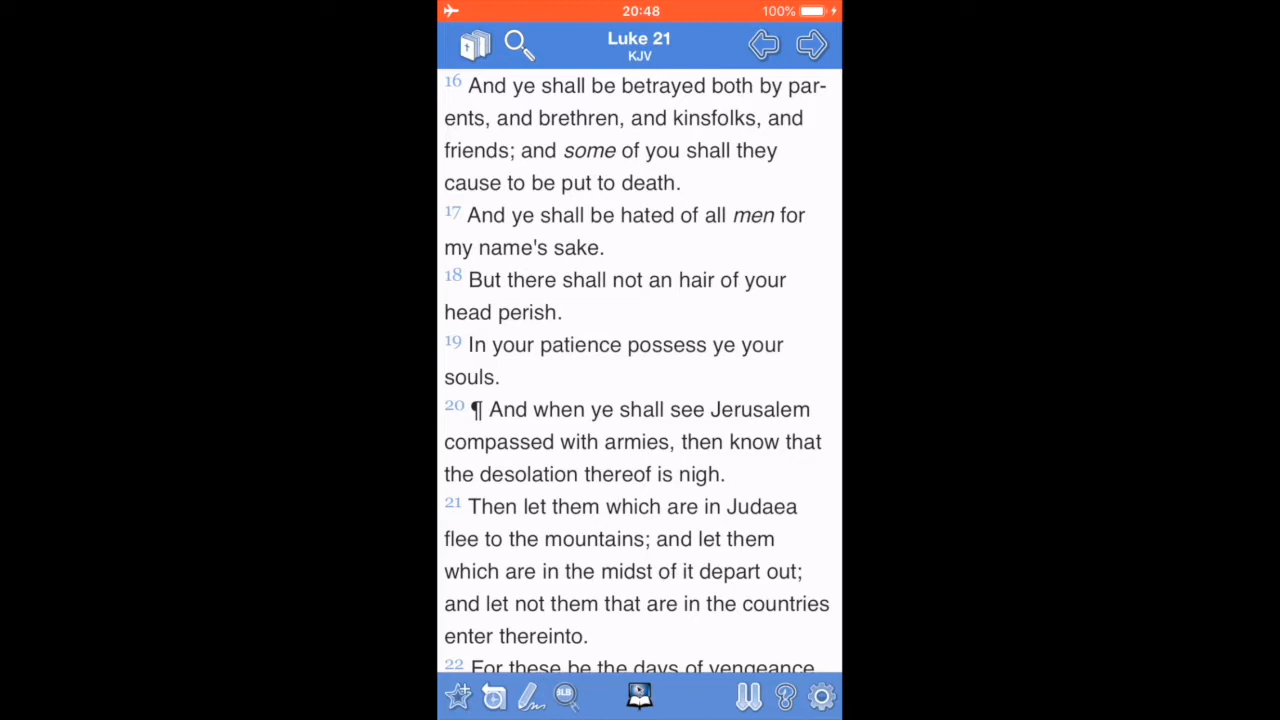 20:48
100%
Luke 21
KJV
16 And ye shall be betrayed both by par-
ents, and brethren, and kinsfolks, and
friends; and some of you shall they
cause to be put to death.
17 And ye shall be hated of all men for
my name's sake.
18 But there shall not an hair of your
head perish.
19 In your patience possess ye your
souls.
20 ¶ And when ye shall see Jerusalem
compassed with armies, then know that
the desolation thereof is nigh.
21 Then let them which are in Judaea
flee to the mountains; and let them
which are in the midst of it depart out;
and let not them that are in the countries
enter thereinto.
22 For these be the days of vengeance,
BLB